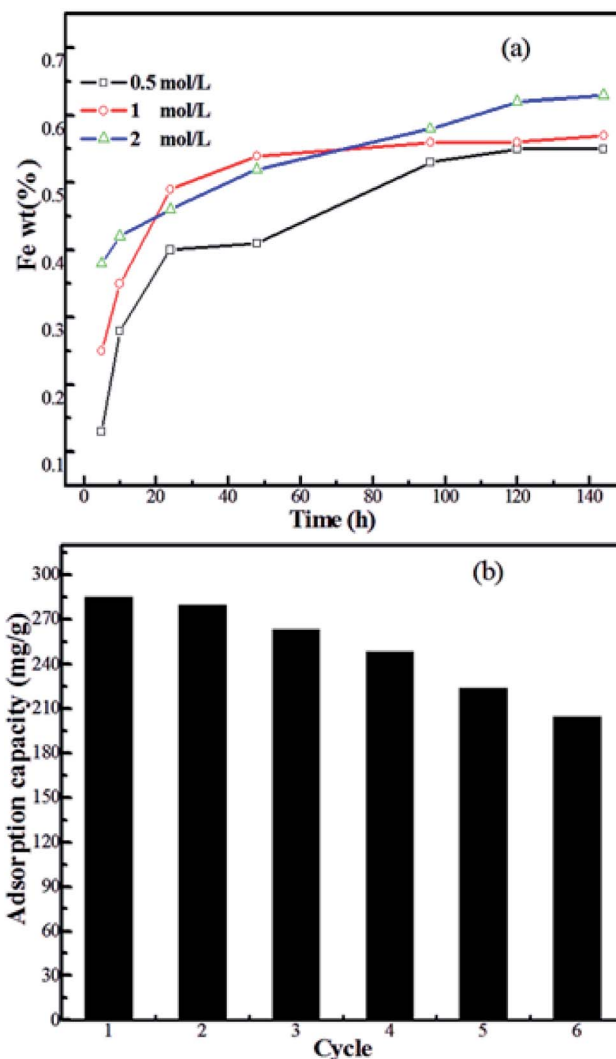 (a)
0.5 mol/L
1 mol/L
2 mol/L
Fe wt(%)
0.7
0.6
0.5
0.4
0.3
0.2
0.1
0 20 40 60 80 100 120 140
Time (h)
(b)
Adsorption capacity (mg/g)
300
270
240
210
180
150
120
90
60
30
0
1 2 3 4 5 6
Cycle